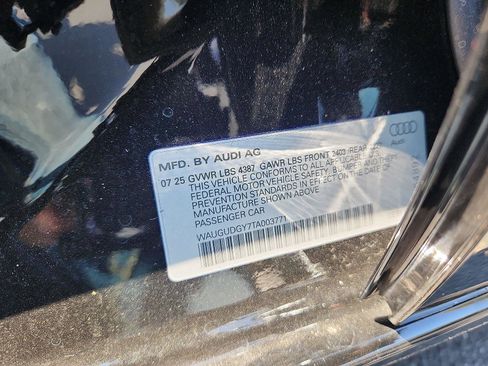 MFD. BY AUDI AG
07 25 GVWR LBS 4387 GAWR LBS FRONT 2403 /REAR
THIS VEHICLE CONFORMS TO ALL APPLICABLE
FEDERAL MOTOR VEHICLE SAFETY, BUMPER AND THEFT
PREVENTION STANDARDS IN EFFECT ON THE DATE OF
MANUFACTURE SHOWN ABOVE
PASSENGER CAR
WAUGUDGY7TA003771
Audi